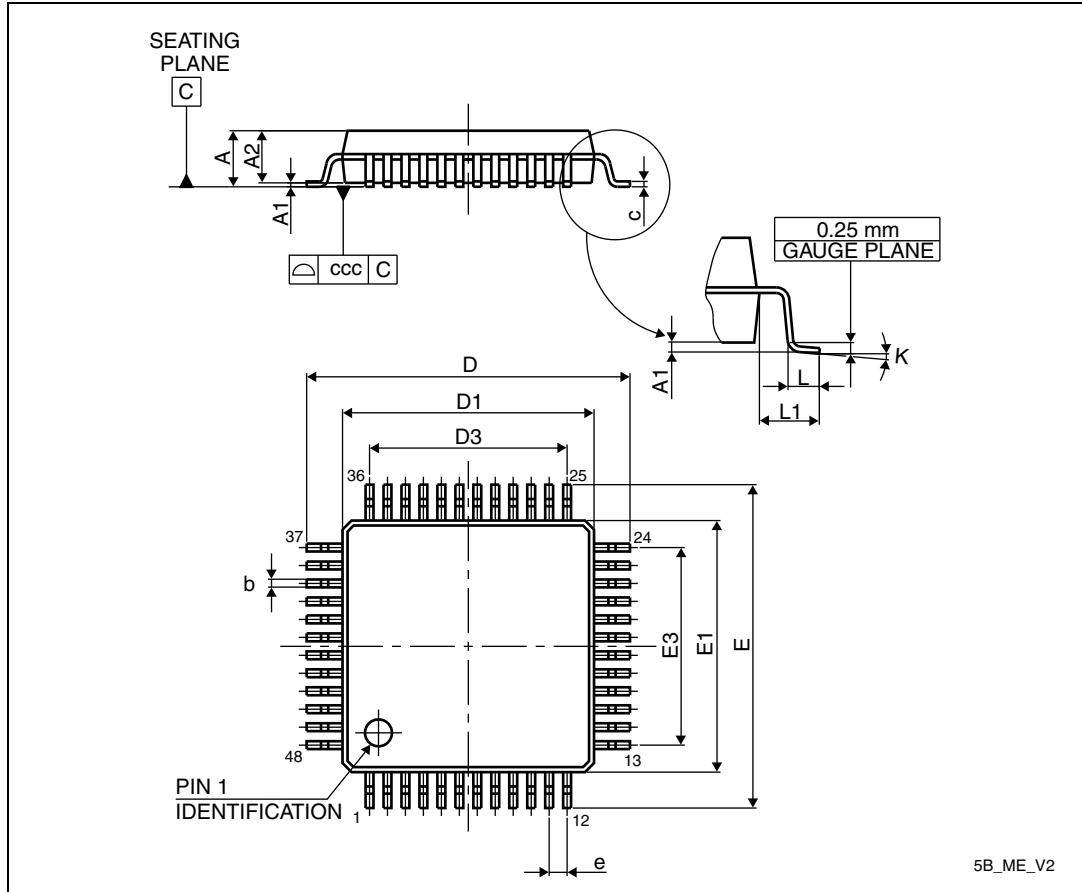 SEATING
PLANE
C
A
A2
A1
c
ccc C
0.25 mm
GAUGE PLANE
A1
K
L
L1
D
D1
D3
36
25
37
24
b
E3
E1
E
48
13
PIN 1
IDENTIFICATION
1
12
e
5B_ME_V2